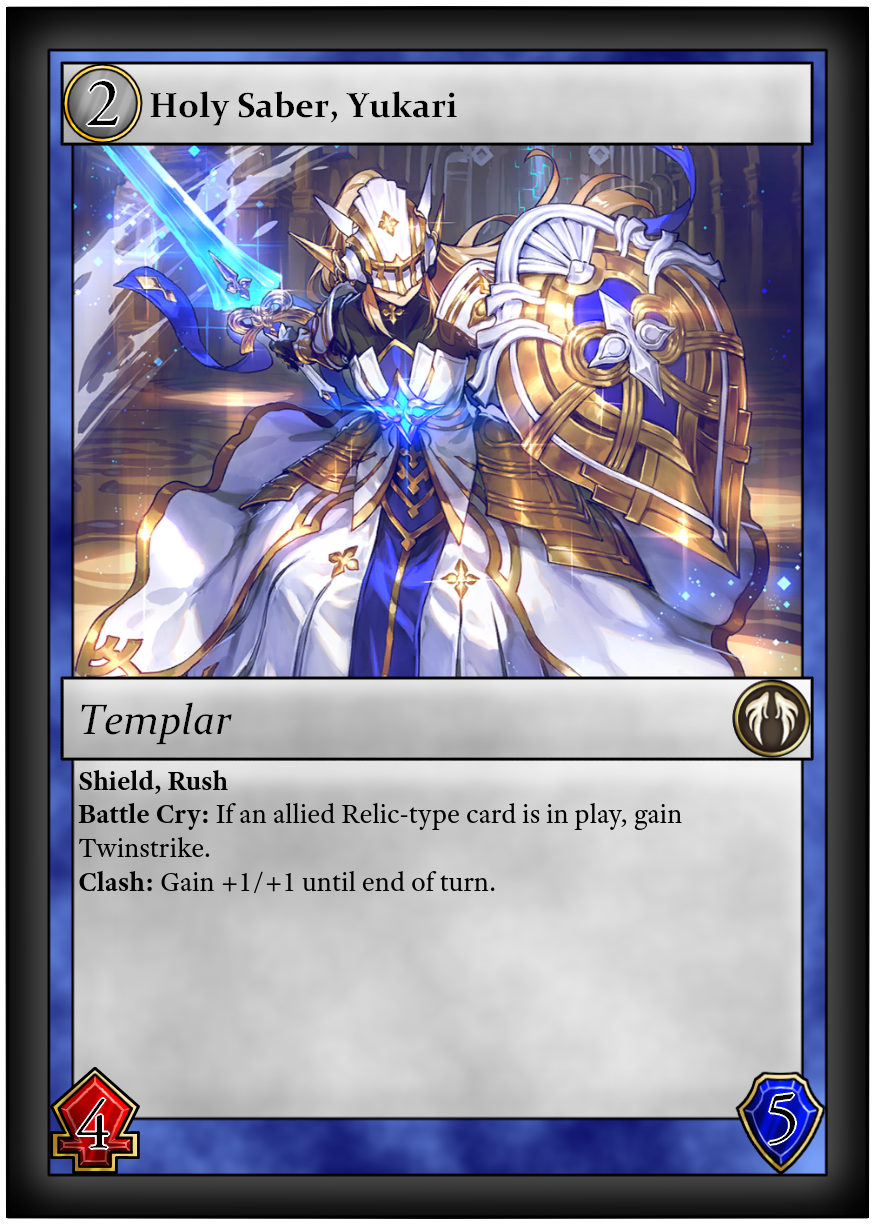 2 Holy Saber, Yukari
Templar
Shield, Rush
Battle Cry: If an allied Relic-type card is in play, gain
Twinstrike.
Clash: Gain +1/+1 until end of turn.
4 5